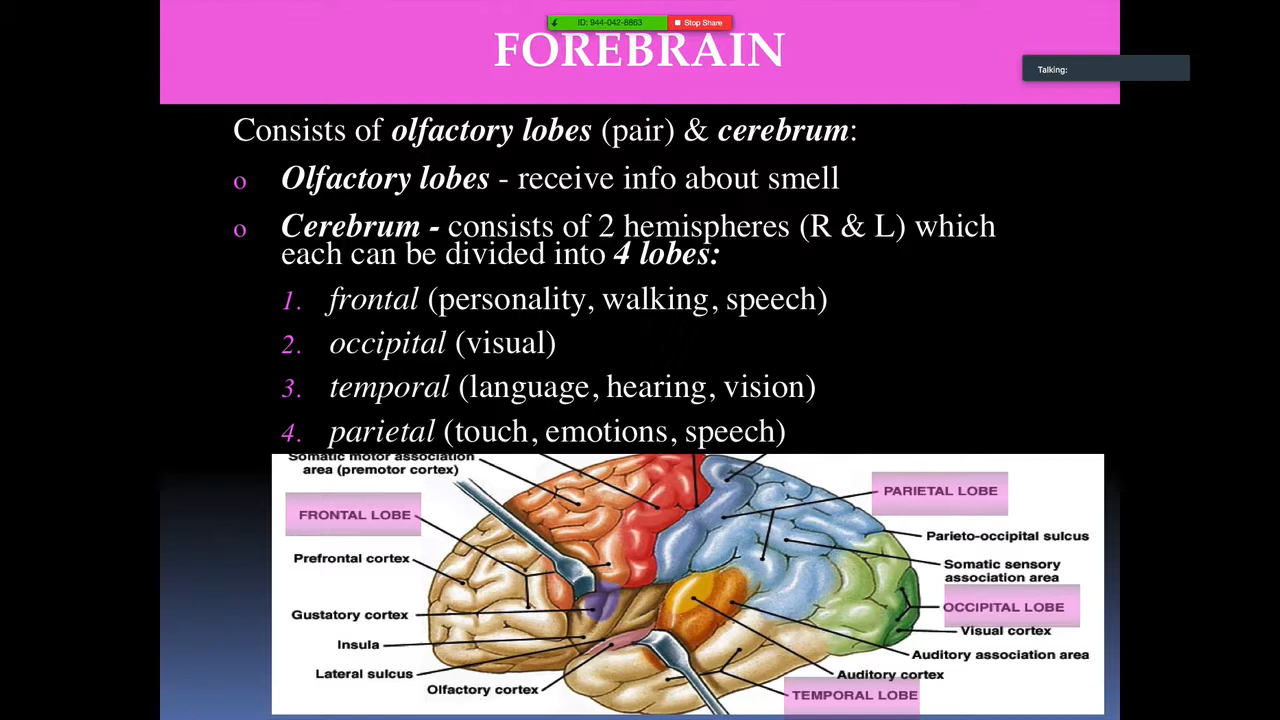 ID: 944-042-8863
Stop Share
FOREBRAIN
Talking:
Consists of olfactory lobes (pair) & cerebrum:
o Olfactory lobes - receive info about smell
o Cerebrum - consists of 2 hemispheres (R & L) which
each can be divided into 4 lobes:
1. frontal (personality, walking, speech)
2. occipital (visual)
3. temporal (language, hearing, vision)
4. parietal (touch, emotions, speech)
Somatic motor association
area (premotor cortex)
FRONTAL LOBE
Prefrontal cortex
Gustatory cortex
Insula
Lateral sulcus
Olfactory cortex
PARIETAL LOBE
Parieto-occipital sulcus
Somatic sensory
association area
OCCIPITAL LOBE
Visual cortex
Auditory association area
Auditory cortex
TEMPORAL LOBE